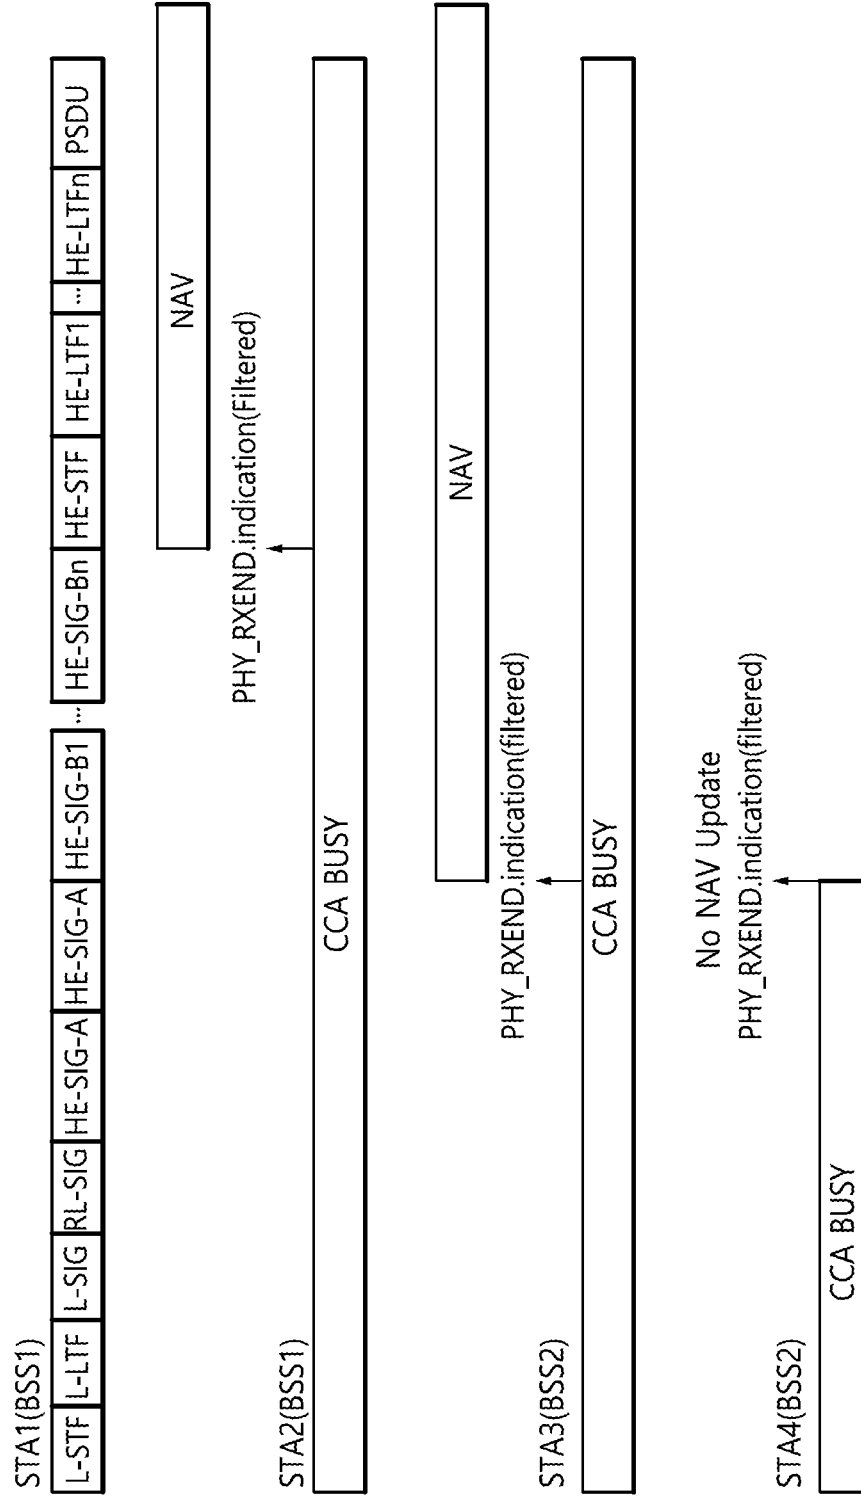 STA1(BSS1)
L-STF L-LTF L-SIG RL-SIG HE-SIG-A HE-SIG-A HE-SIG-B1 ... HE-SIG-Bn HE-STF HE-LTF1 ... HE-LTFn PSDU
NAV
PHY_RXEND.indication(Filtered)
STA2(BSS1)
CCA BUSY
NAV
PHY_RXEND.indication(filtered)
STA3(BSS2)
CCA BUSY
No NAV Update
PHY_RXEND.indication(filtered)
STA4(BSS2)
CCA BUSY